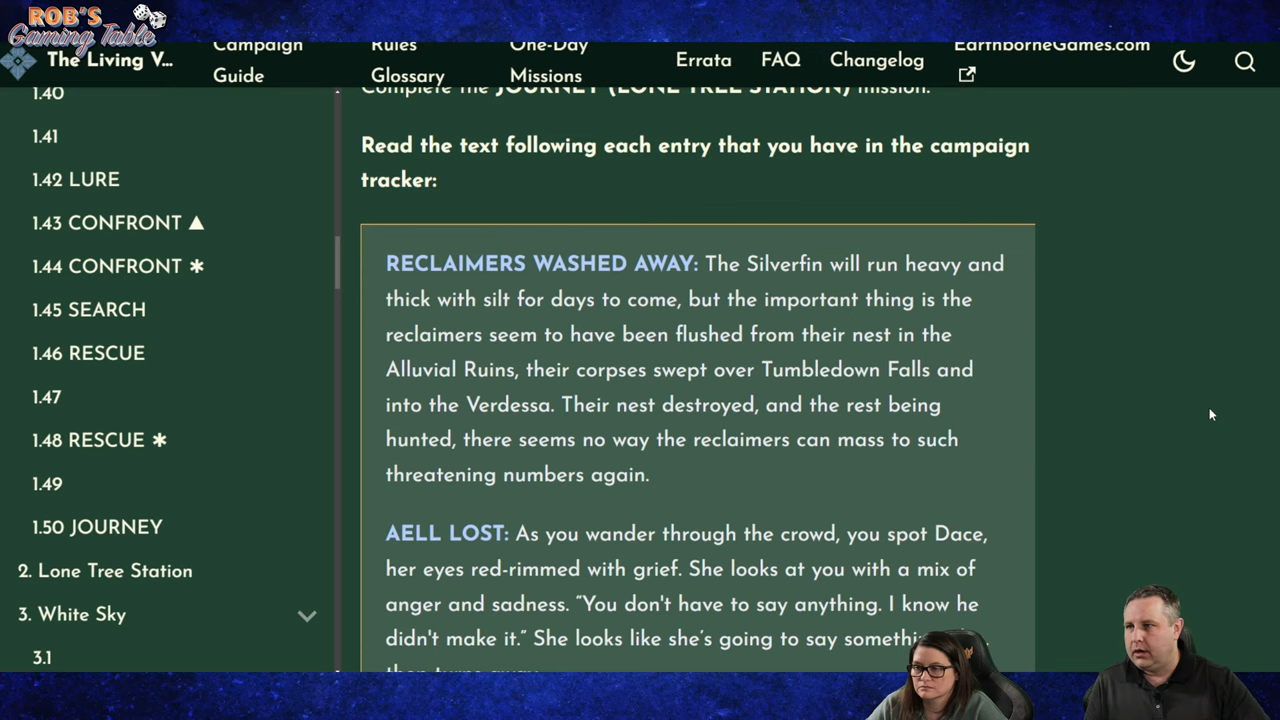 ROB'S
Gaming Table
The Living V...
Campaign
Guide
Rules
Glossary
One-Day
Missions
Errata
FAQ
Changelog
EarthborneGames.com
1.40
1.41
1.42 LURE
1.43 CONFRONT ▲
1.44 CONFRONT ✱
1.45 SEARCH
1.46 RESCUE
1.47
1.48 RESCUE ✱
1.49
1.50 JOURNEY
2. Lone Tree Station
3. White Sky
3.1
Complete the JOURNEY (LONE TREE STATION) mission.
Read the text following each entry that you have in the campaign
tracker:
RECLAIMERS WASHED AWAY: The Silverfin will run heavy and
thick with silt for days to come, but the important thing is the
reclaimers seem to have been flushed from their nest in the
Alluvial Ruins, their corpses swept over Tumbledown Falls and
into the Verdessa. Their nest destroyed, and the rest being
hunted, there seems no way the reclaimers can mass to such
threatening numbers again.
AELL LOST: As you wander through the crowd, you spot Dace,
her eyes red-rimmed with grief. She looks at you with a mix of
anger and sadness. "You don't have to say anything. I know he
didn't make it." She looks like she's going to say
then turns away.